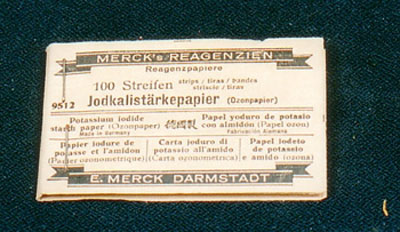 MERCK's REAGENZIEN
Reagenzpapiere
100 Streifen strips / tiras / bandes
striscie / tiras
9512 Jodkalistärkepapier (Ozonpapier)
Potassium iodide
starch paper (Ozonpaper)
Made in Germany
Papel yoduro de potasio
con almidón (Papel ozon)
Fabricación Alemana
Papier iodure de
potasse et l'amidon
(Papier ozonometrique)
Carta joduro di
potassio all'amido
(Carta ozonometrica)
Papel iodeto
de potassio
e amido (ozona)
E. MERCK DARMSTADT